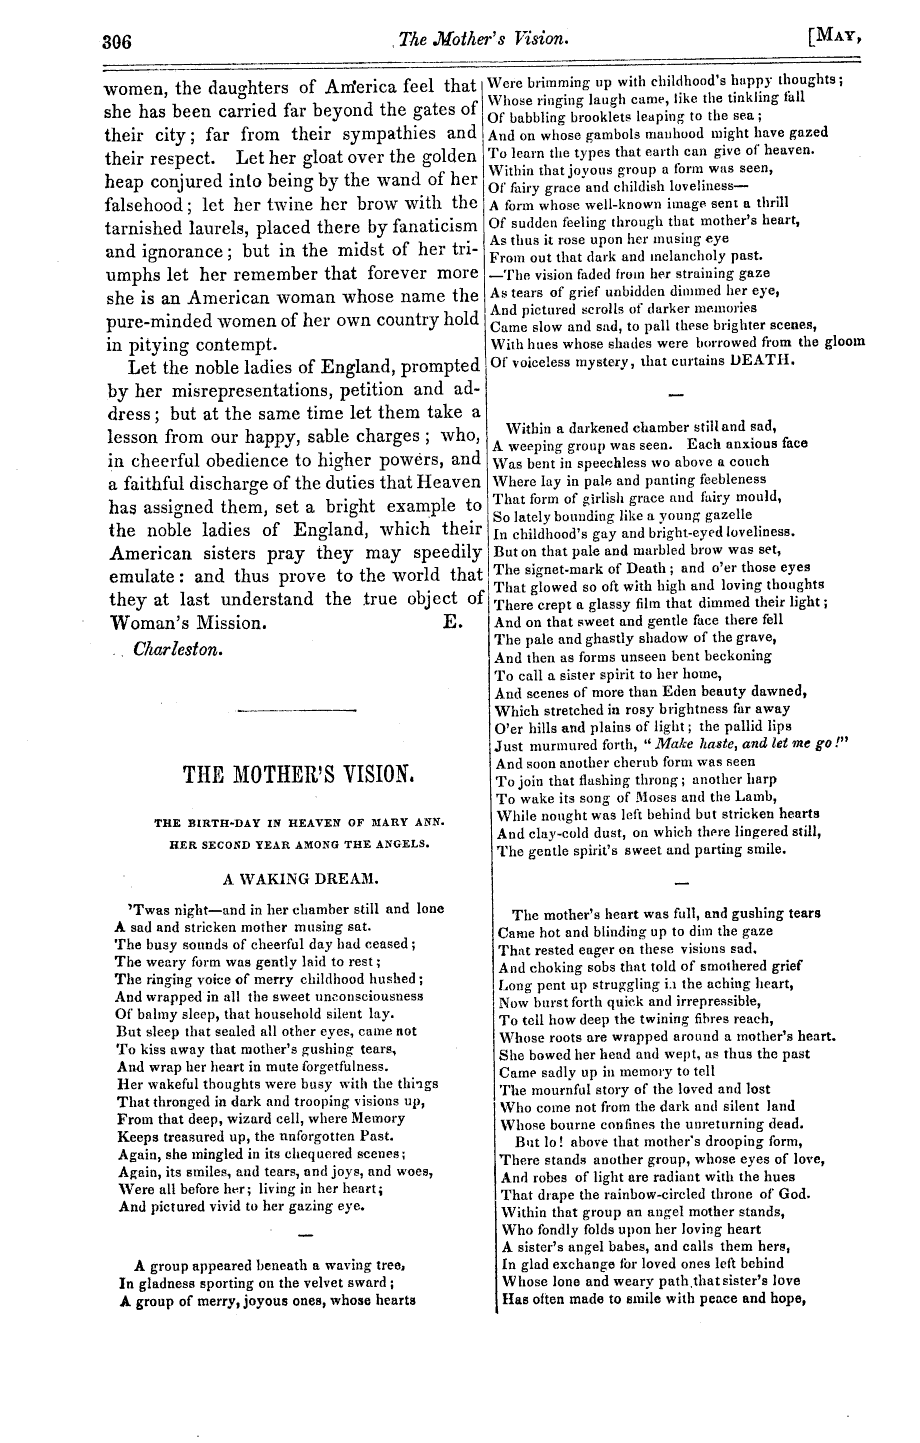 306
The Mother's Vision.
[MAY,
women, the daughters of America feel that
she has been carried far beyond the gates of
their city; far from their sympathies and
their respect. Let her gloat over the golden
heap conjured into being by the wand of her
falsehood; let her twine her brow with the
tarnished laurels, placed there by fanaticism
and ignorance; but in the midst of her tri-
umphs let her remember that forever more
she is an American woman whose name the
pure-minded women of her own country hold
in pitying contempt.
Let the noble ladies of England, prompted
by her misrepresentations, petition and ad-
dress; but at the same time let them take a
lesson from our happy, sable charges; who,
in cheerful obedience to higher powers, and
a faithful discharge of the duties that Heaven
has assigned them, set a bright example to
the noble ladies of England, which their
American sisters pray they may speedily
emulate: and thus prove to the world that
they at last understand the true object of
Woman's Mission. E.
Charleston.
THE MOTHER'S VISION.
THE BIRTH-DAY IN HEAVEN OF MARY ANN.
HER SECOND YEAR AMONG THE ANGELS.
A WAKING DREAM.
'Twas night—and in her chamber still and lone
A sad and stricken mother musing sat.
The busy sounds of cheerful day had ceased;
The weary form was gently laid to rest;
The ringing voice of merry childhood hushed;
And wrapped in all the sweet unconsciousness
Of balmy sleep, that household silent lay.
But sleep that sealed all other eyes, came not
To kiss away that mother's gushing tears,
And wrap her heart in mute forgetfulness.
Her wakeful thoughts were busy with the things
That thronged in dark and trooping visions up,
From that deep, wizard cell, where Memory
Keeps treasured up, the unforgotten Past.
Again, she mingled in its chequered scenes;
Again, its smiles, and tears, and joys, and woes,
Were all before her; living in her heart;
And pictured vivid to her gazing eye.
A group appeared beneath a waving tree,
In gladness sporting on the velvet sward;
A group of merry, joyous ones, whose hearts
Were brimming up with childhood's happy thoughts;
Whose ringing laugh came, like the tinkling fall
Of babbling brooklets leaping to the sea;
And on whose gambols manhood might have gazed
To learn the types that earth can give of heaven.
Within that joyous group a form was seen,
Of fairy grace and childish loveliness—
A form whose well-known image sent a thrill
Of sudden feeling through that mother's heart,
As thus it rose upon her musing eye
From out that dark and melancholy past.
—The vision faded from her straining gaze
As tears of grief unbidden dimmed her eye,
And pictured scrolls of darker memories
Came slow and sad, to pall these brighter scenes,
With hues whose shades were borrowed from the gloom
Of voiceless mystery, that curtains DEATH.
Within a darkened chamber still and sad,
A weeping group was seen. Each anxious face
Was bent in speechless wo above a couch
Where lay in pale and panting feebleness
That form of girlish grace and fairy mould,
So lately bounding like a young gazelle
In childhood's gay and bright-eyed loveliness.
But on that pale and marbled brow was set,
The signet-mark of Death; and o'er those eyes
That glowed so oft with high and loving thoughts
There crept a glassy film that dimmed their light;
And on that sweet and gentle face there fell
The pale and ghastly shadow of the grave,
And then as forms unseen bent beckoning
To call a sister spirit to her home,
And scenes of more than Eden beauty dawned,
Which stretched in rosy brightness far away
O'er hills and plains of light; the pallid lips
Just murmured forth, "Make haste, and let me go!"
And soon another cherub form was seen
To join that flashing throng; another harp
To wake its song of Moses and the Lamb,
While nought was left behind but stricken hearts
And clay-cold dust, on which there lingered still,
The gentle spirit's sweet and parting smile.
The mother's heart was full, and gushing tears
Came hot and blinding up to dim the gaze
That rested eager on these visions sad.
And choking sobs that told of smothered grief
Long pent up struggling in the aching heart,
Now burst forth quick and irrepressible,
To tell how deep the twining fibres reach,
Whose roots are wrapped around a mother's heart.
She bowed her head and wept, as thus the past
Came sadly up in memory to tell
The mournful story of the loved and lost
Who come not from the dark and silent land
Whose bourne confines the unreturning dead.
But lo! above that mother's drooping form,
There stands another group, whose eyes of love,
And robes of light are radiant with the hues
That drape the rainbow-circled throne of God.
Within that group an angel mother stands,
Who fondly folds upon her loving heart
A sister's angel babes, and calls them hers,
In glad exchange for loved ones left behind
Whose lone and weary path that sister's love
Has often made to smile with peace and hope,